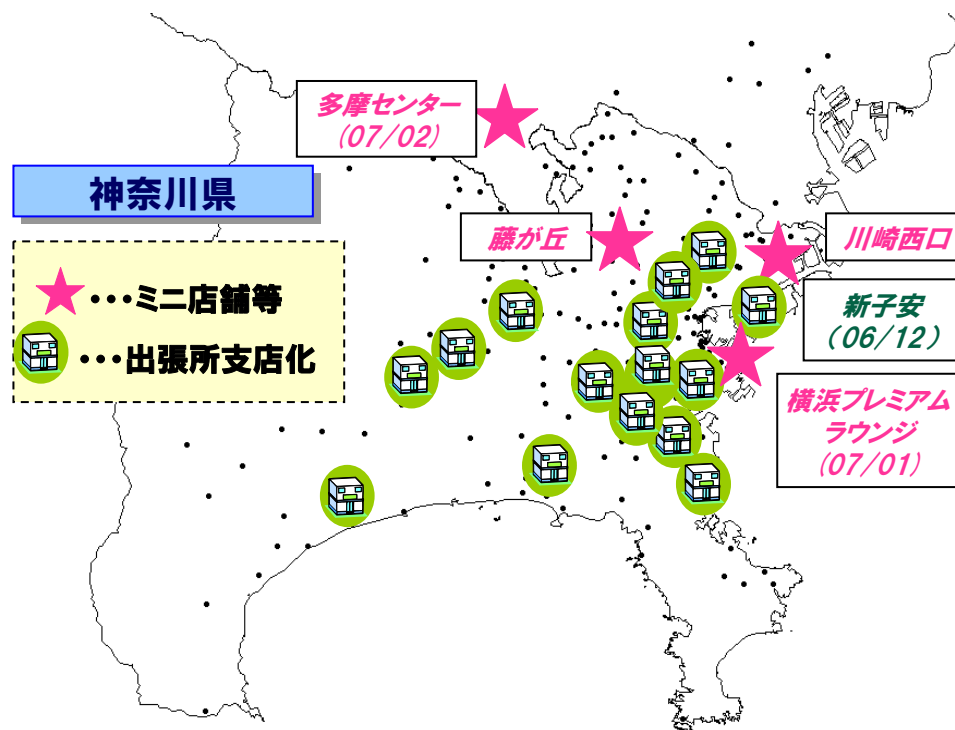 多摩センター
(07/02)
神奈川県
藤が丘
川崎西口
・・・ミニ店舗等
新子安
(06/12)
・・・出張所支店化
横浜プレミアム
ラウンジ
(07/01)